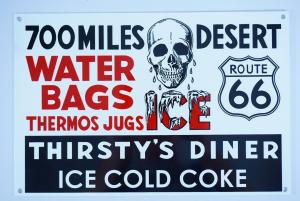 700 MILES DESERT
WATER
BAGS
THERMOS JUGS ICE
ROUTE
66
THIRSTY'S DINER
ICE COLD COKE